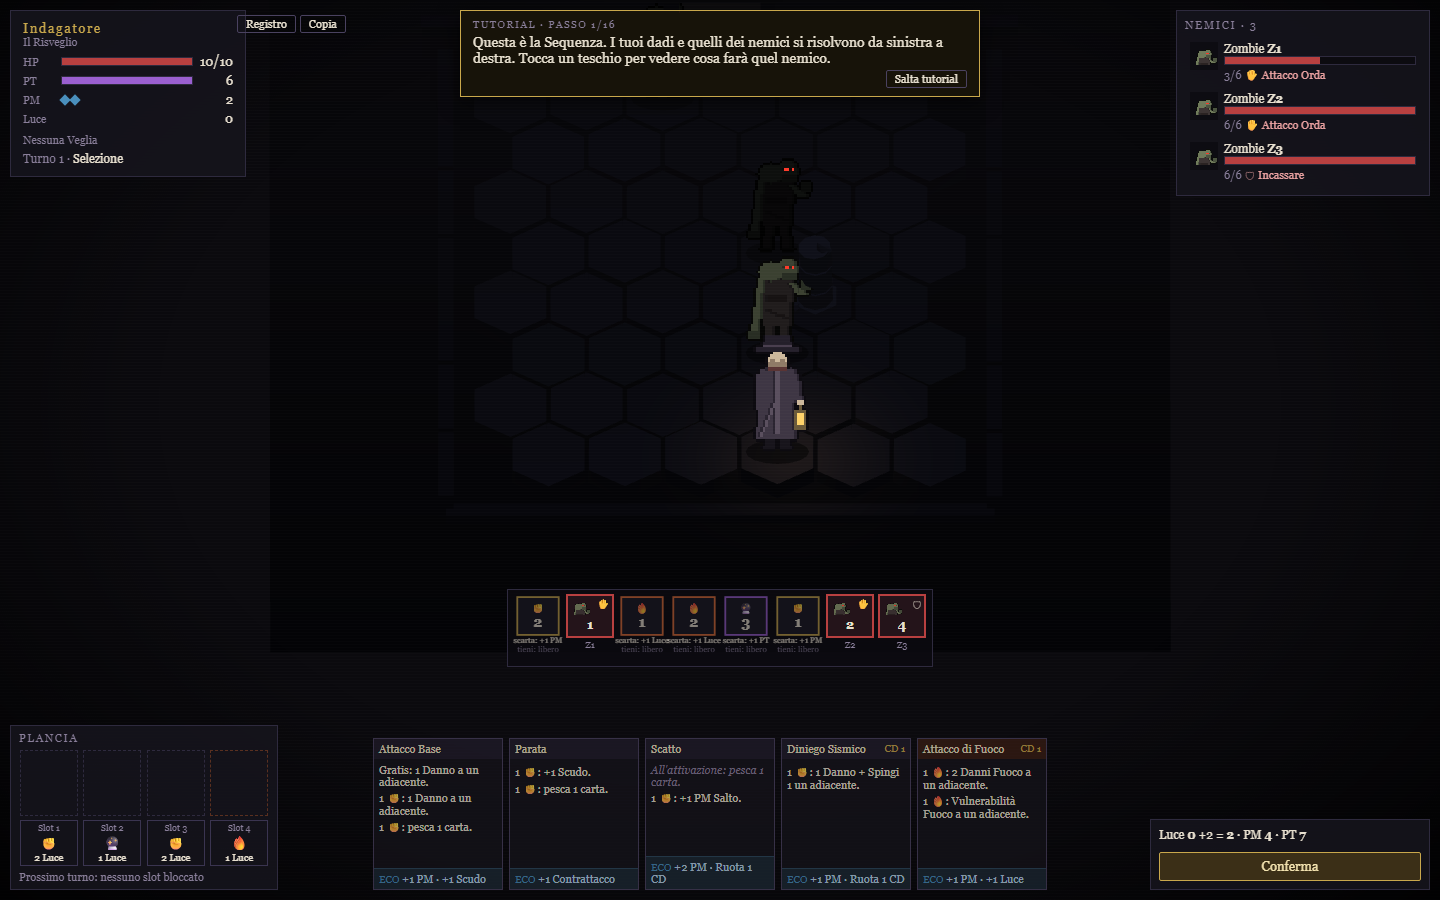 Indagatore
Il Risveglio
HP 10/10
PT 6
PM 2
Luce 0
Nessuna Veglia
Turno 1 · Selezione
Registro
Copia
TUTORIAL · PASSO 1/16
Questa è la Sequenza. I tuoi dadi e quelli dei nemici si risolvono da sinistra a
destra. Tocca un teschio per vedere cosa farà quel nemico.
Salta tutorial
NEMICI · 3
Zombie Z1
3/6 Attacco Orda
Zombie Z2
6/6 Attacco Orda
Zombie Z3
6/6 Incassare
2 1 1 2 3 1 2 4
scarta: +1 PM scarta: +1 Luce scarta: +1 Luce scarta: +1 PT scarta: +1 PM
tieni: libero Z1 tieni: libero tieni: libero tieni: libero tieni: libero Z2 Z3
PLANCIA
Slot 1 Slot 2 Slot 3 Slot 4
2 Luce 1 Luce 2 Luce 1 Luce
Prossimo turno: nessuno slot bloccato
Attacco Base
Gratis: 1 Danno a un
adiacente.
1 ✊ : 1 Danno a un
adiacente.
1 ✊ : pesca 1 carta.
ECO +1 PM · +1 Scudo
Parata
1 ✊ : +1 Scudo.
1 ✊ : pesca 1 carta.
ECO +1 Contrattacco
Scatto
All'attivazione: pesca 1
carta.
1 ✊ : +1 PM Salto.
ECO +2 PM · Ruota 1
CD
Diniego Sismico CD 1
1 ✊ : 1 Danno + Spingi
1 un adiacente.
ECO +1 PM · Ruota 1 CD
Attacco di Fuoco CD 1
1 🔥 : 2 Danni Fuoco a
un adiacente.
1 🔥 : Vulnerabilità
Fuoco a un adiacente.
ECO +1 PM · +1 Luce
Luce 0 +2 = 2 · PM 4 · PT 7
Conferma